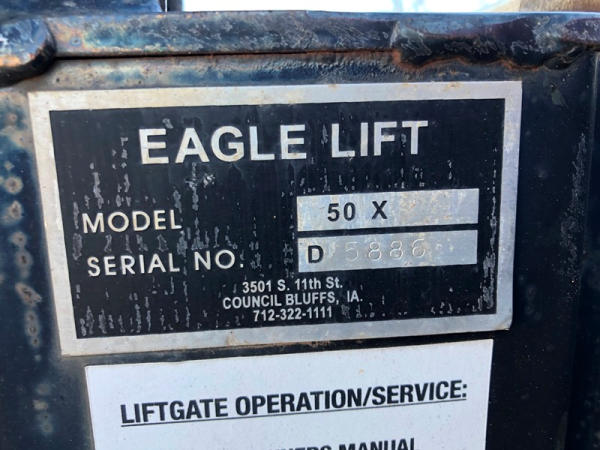 EAGLE LIFT
MODEL 50 X
SERIAL NO. D 5886
3501 S. 11th St.
COUNCIL BLUFFS, IA.
712-322-1111
LIFTGATE OPERATION/SERVICE:
MANUAL